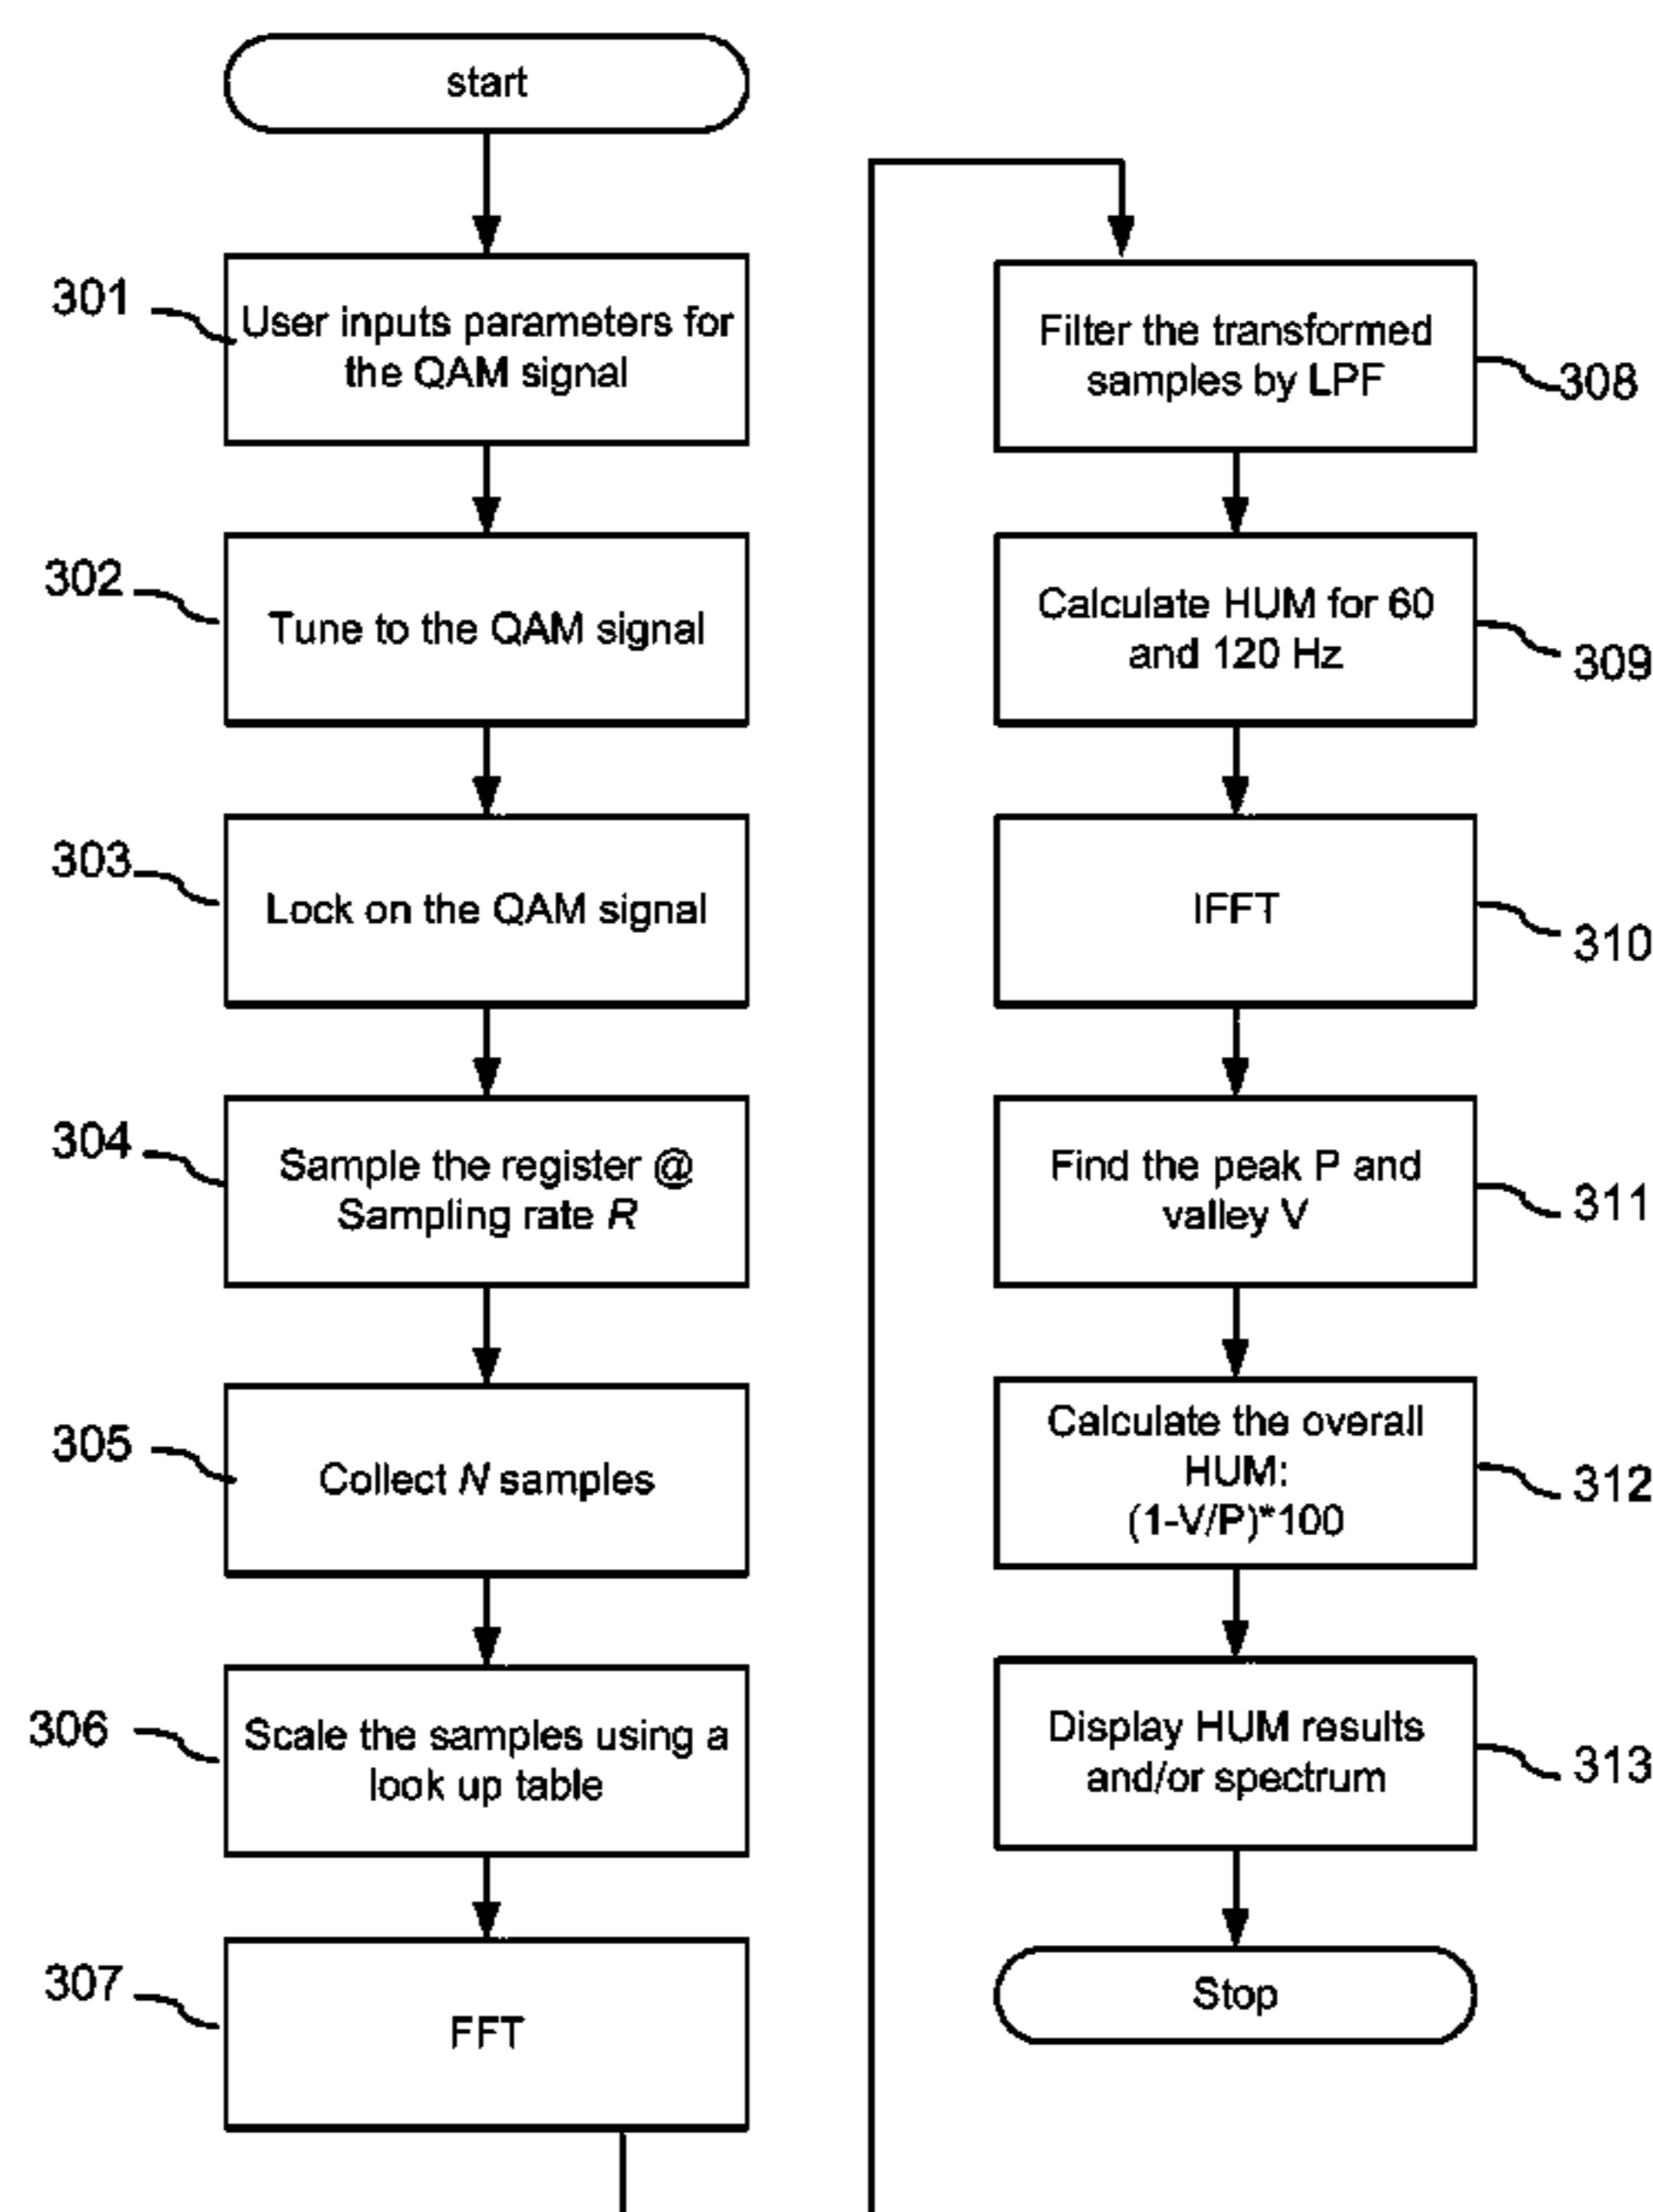 start
301
User inputs parameters for
the QAM signal
302
Tune to the QAM signal
303
Lock on the QAM signal
304
Sample the register @
Sampling rate R
305
Collect N samples
306
Scale the samples using a
look up table
307
FFT
Filter the transformed
samples by LPF
308
Calculate HUM for 60
and 120 Hz
309
IFFT
310
Find the peak P and
valley V
311
Calculate the overall
HUM:
(1-V/P)*100
312
Display HUM results
and/or spectrum
313
Stop